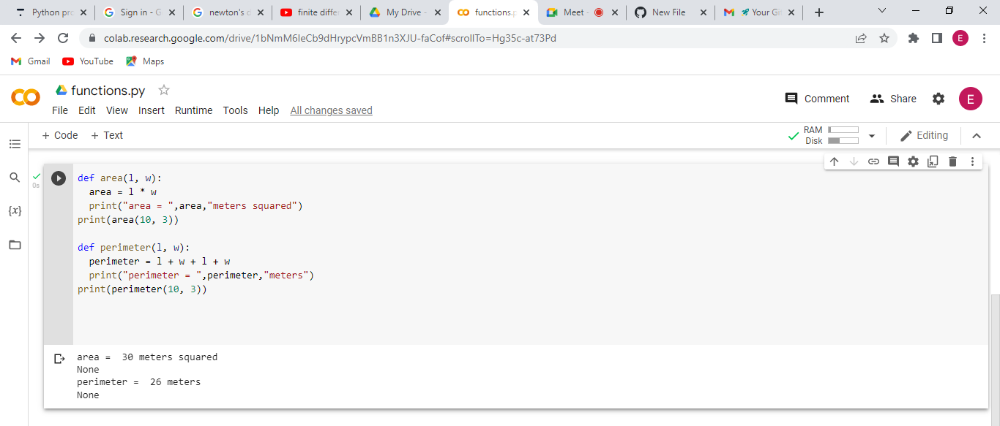 Python pro
Sign in - G
newton's d
finite differ
My Drive -
functions.p
Meet -
New File
Your Gi
colab.research.google.com/drive/1bNmM6IeCb9dHrypcVmBB1n3XJU-faCof#scrollTo=Hg35c-at73Pd
E
Gmail
YouTube
Maps
functions.py
File Edit View Insert Runtime Tools Help All changes saved
Comment
Share
E
+ Code + Text
RAM
Disk
Editing
{x}
0s
def area(l, w):
  area = l * w
  print("area = ",area,"meters squared")
print(area(10, 3))
def perimeter(l, w):
  perimeter = l + w + l + w
  print("perimeter = ",perimeter,"meters")
print(perimeter(10, 3))
area =  30 meters squared
None
perimeter =  26 meters
None